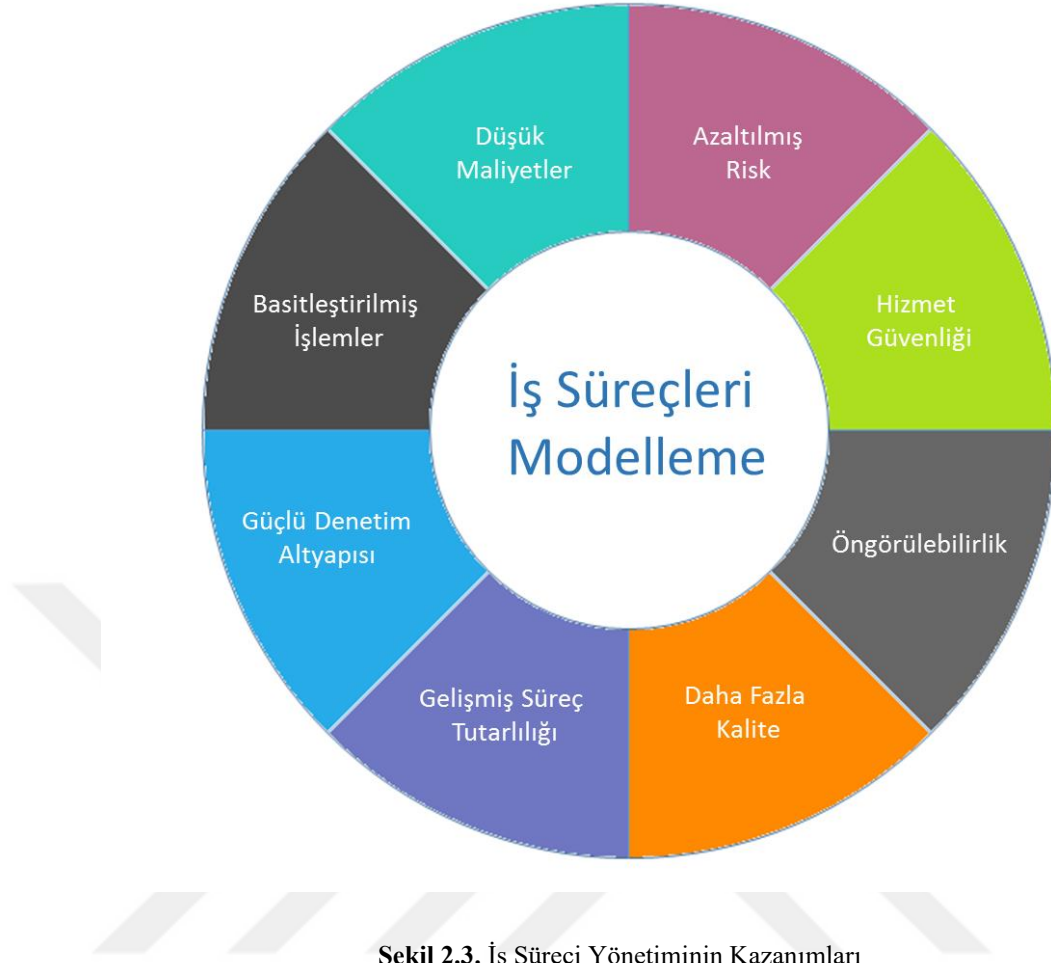 Düşük
Maliyetler
Azaltılmış
Risk
Hizmet
Güvenliği
Öngörülebilirlik
Daha Fazla
Kalite
Gelişmiş Süreç
Tutarlılığı
Güçlü Denetim
Altyapısı
Basitleştirilmiş
İşlemler
İş Süreçleri
Modelleme
Şekil 2.3. İş Süreci Yönetiminin Kazanımları